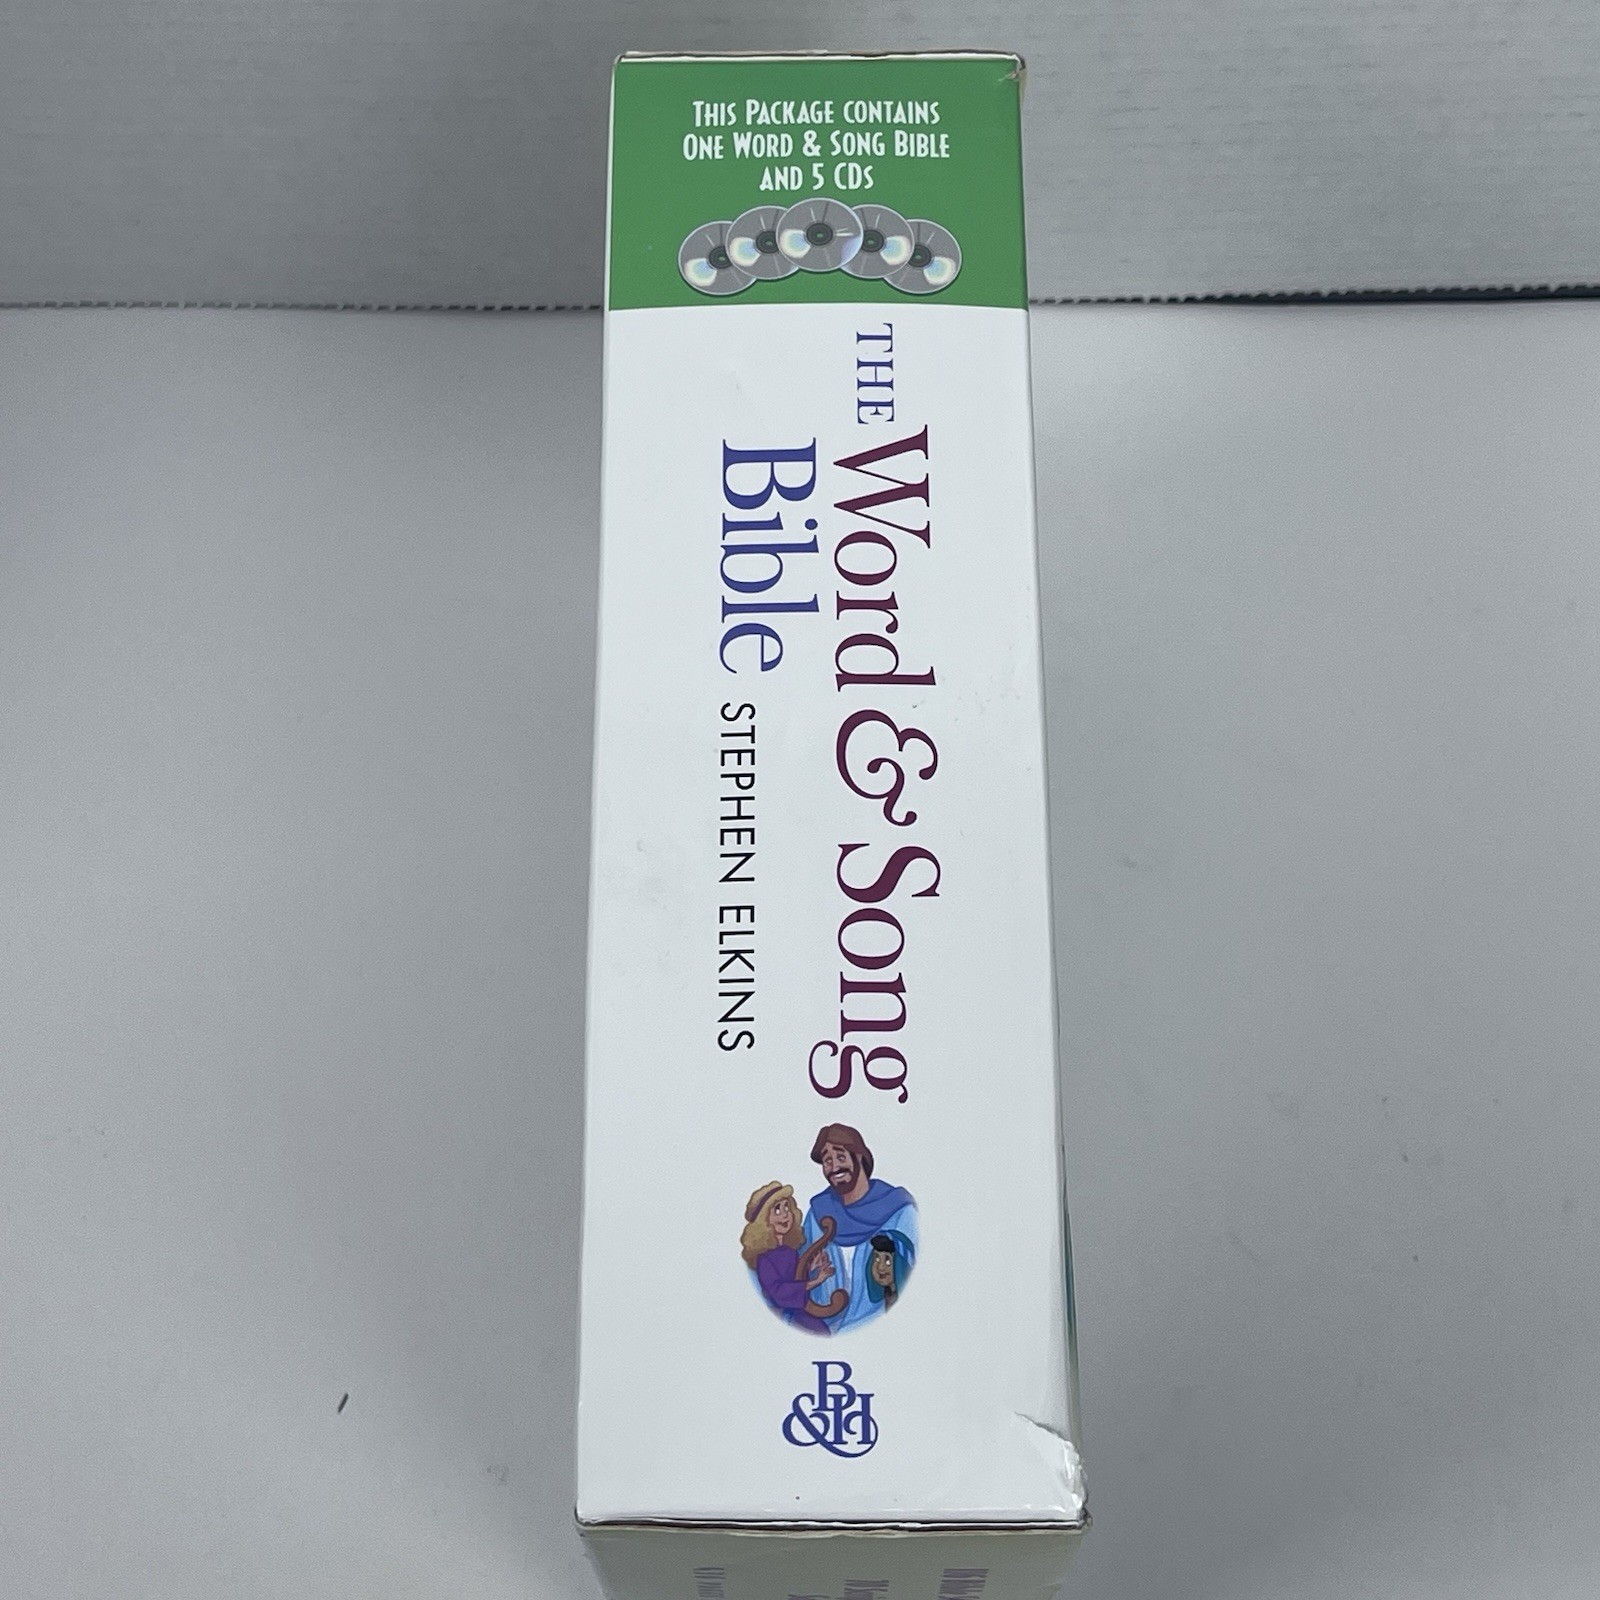 THIS PACKAGE CONTAINS
ONE WORD & SONG BIBLE
AND 5 CDS
THE Word & Song
Bible STEPHEN ELKINS
B&H